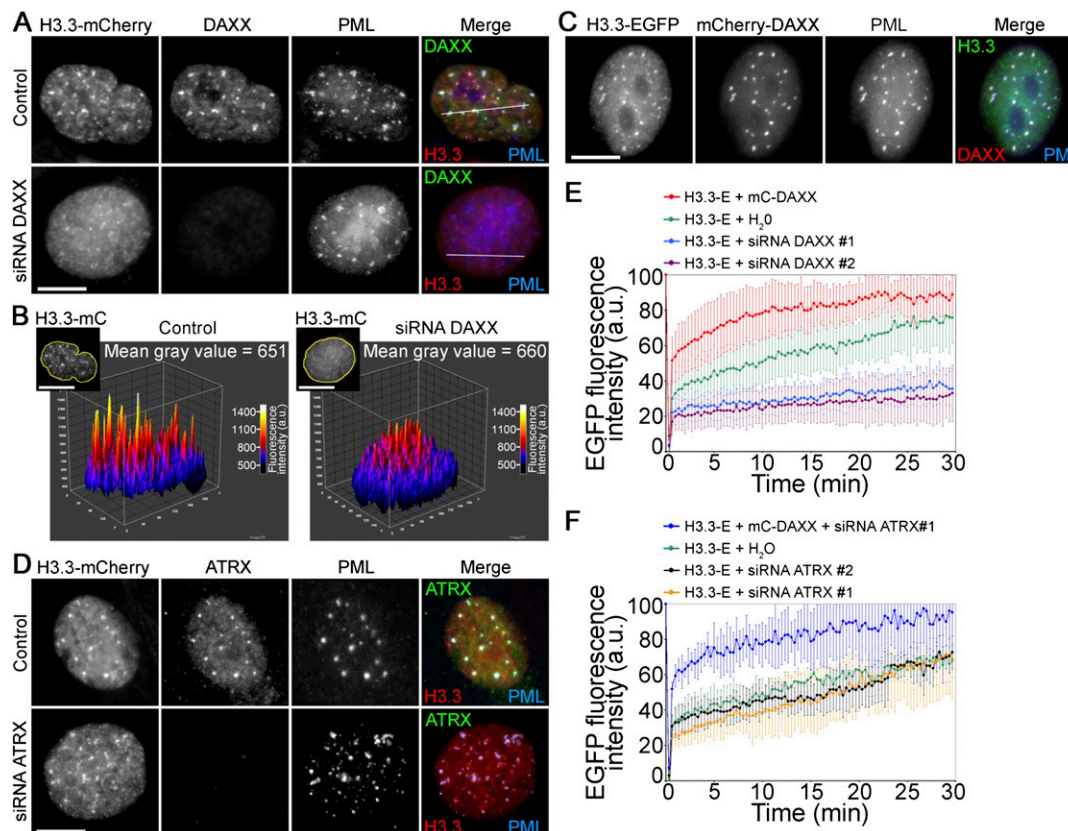 A
H3.3-mCherry DAXX PML Merge
Control
DAXX
H3.3 PML
siRNA DAXX
DAXX
H3.3 PML
B
H3.3-mC Control
Mean gray value = 651
1400
1100
800
500
Fluorescence
intensity (a.u.)
H3.3-mC siRNA DAXX
Mean gray value = 660
1400
1100
800
500
Fluorescence
intensity (a.u.)
D
H3.3-mCherry ATRX PML Merge
Control
ATRX
H3.3 PML
siRNA ATRX
ATRX
H3.3 PML
C
H3.3-EGFP mCherry-DAXX PML Merge
H3.3
DAXX PM
E
H3.3-E + mC-DAXX
H3.3-E + H₂0
H3.3-E + siRNA DAXX #1
H3.3-E + siRNA DAXX #2
EGFP fluorescence
intensity (a.u.)
100
80
60
40
20
0
0 5 10 15 20 25 30
Time (min)
F
H3.3-E + mC-DAXX + siRNA ATRX#1
H3.3-E + H₂O
H3.3-E + siRNA ATRX #2
H3.3-E + siRNA ATRX #1
EGFP fluorescence
intensity (a.u.)
100
80
60
40
20
0
0 5 10 15 20 25 30
Time (min)